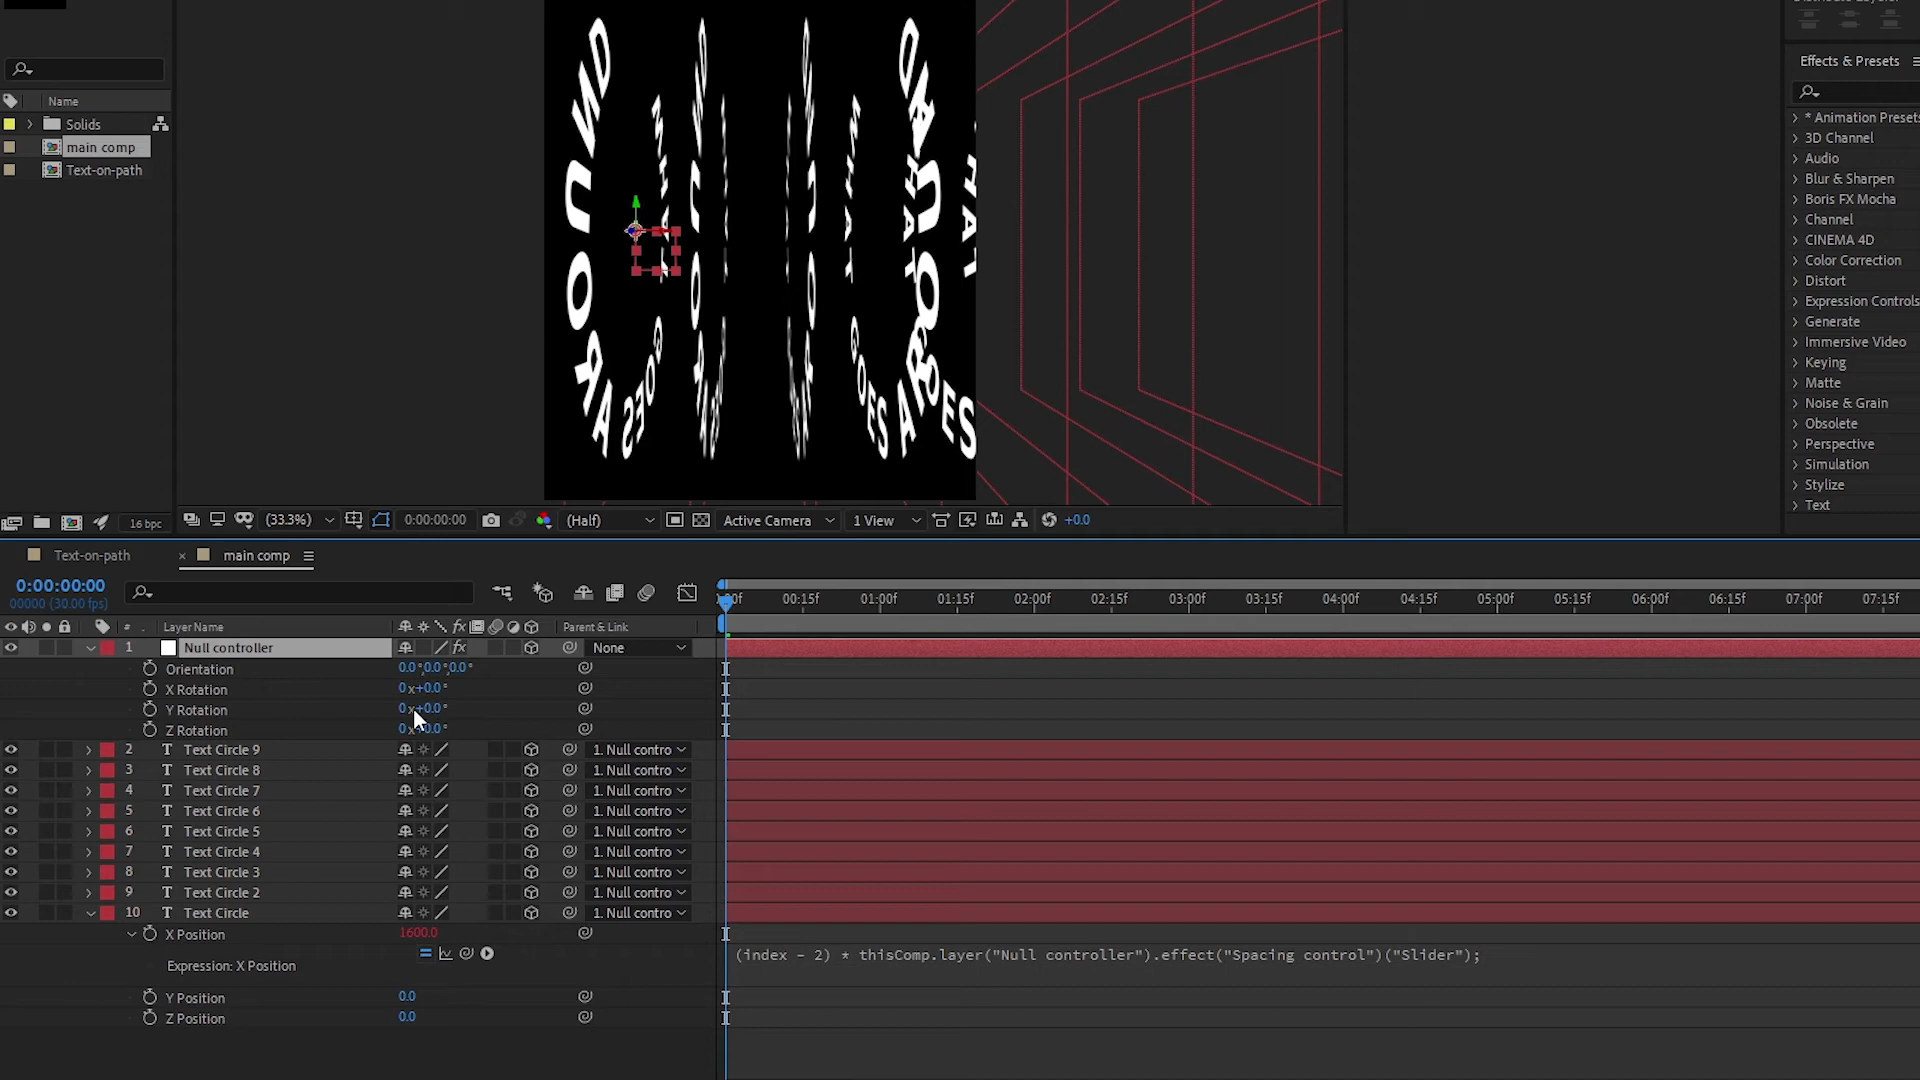 Name
Solids
main comp
Text-on-path
16 bpc
(33.3%)
0:00:00:00
(Half)
Active Camera
1 View
+0.0
Effects & Presets
* Animation Presets
3D Channel
Audio
Blur & Sharpen
Boris FX Mocha
Channel
CINEMA 4D
Color Correction
Distort
Expression Controls
Generate
Immersive Video
Keying
Matte
Noise & Grain
Obsolete
Perspective
Simulation
Stylize
Text
Text-on-path
× main comp
0:00:00:00
00000 (30.00 fps)
00:15f 01:00f 01:15f 02:00f 02:15f 03:00f 03:15f 04:00f 04:15f 05:00f 05:15f 06:00f 06:15f 07:00f 07:15f
# Layer Name fx Parent & Link
1 Null controller fx None
Orientation 0.0°,0.0°,0.0°
X Rotation 0x+0.0°
Y Rotation 0x+0.0°
Z Rotation 0x+0.0°
2 T Text Circle 9 1. Null contro
3 T Text Circle 8 1. Null contro
4 T Text Circle 7 1. Null contro
5 T Text Circle 6 1. Null contro
6 T Text Circle 5 1. Null contro
7 T Text Circle 4 1. Null contro
8 T Text Circle 3 1. Null contro
9 T Text Circle 2 1. Null contro
10 T Text Circle 1. Null contro
X Position 1600.0
Expression: X Position
(index - 2) * thisComp.layer("Null controller").effect("Spacing control")("Slider");
Y Position 0.0
Z Position 0.0